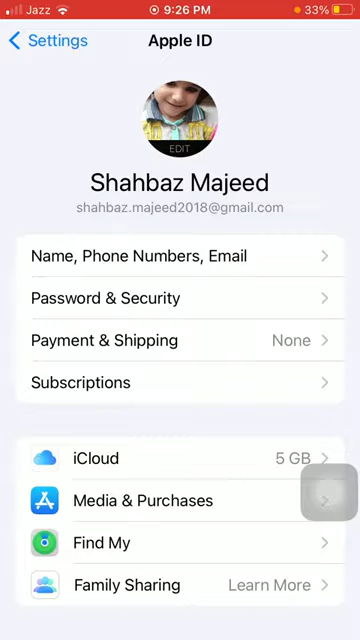 Jazz 9:26 PM 33%
Settings Apple ID
EDIT
Shahbaz Majeed
shahbaz.majeed2018@gmail.com
Name, Phone Numbers, Email
Password & Security
Payment & Shipping None
Subscriptions
iCloud 5 GB
Media & Purchases
Find My
Family Sharing Learn More